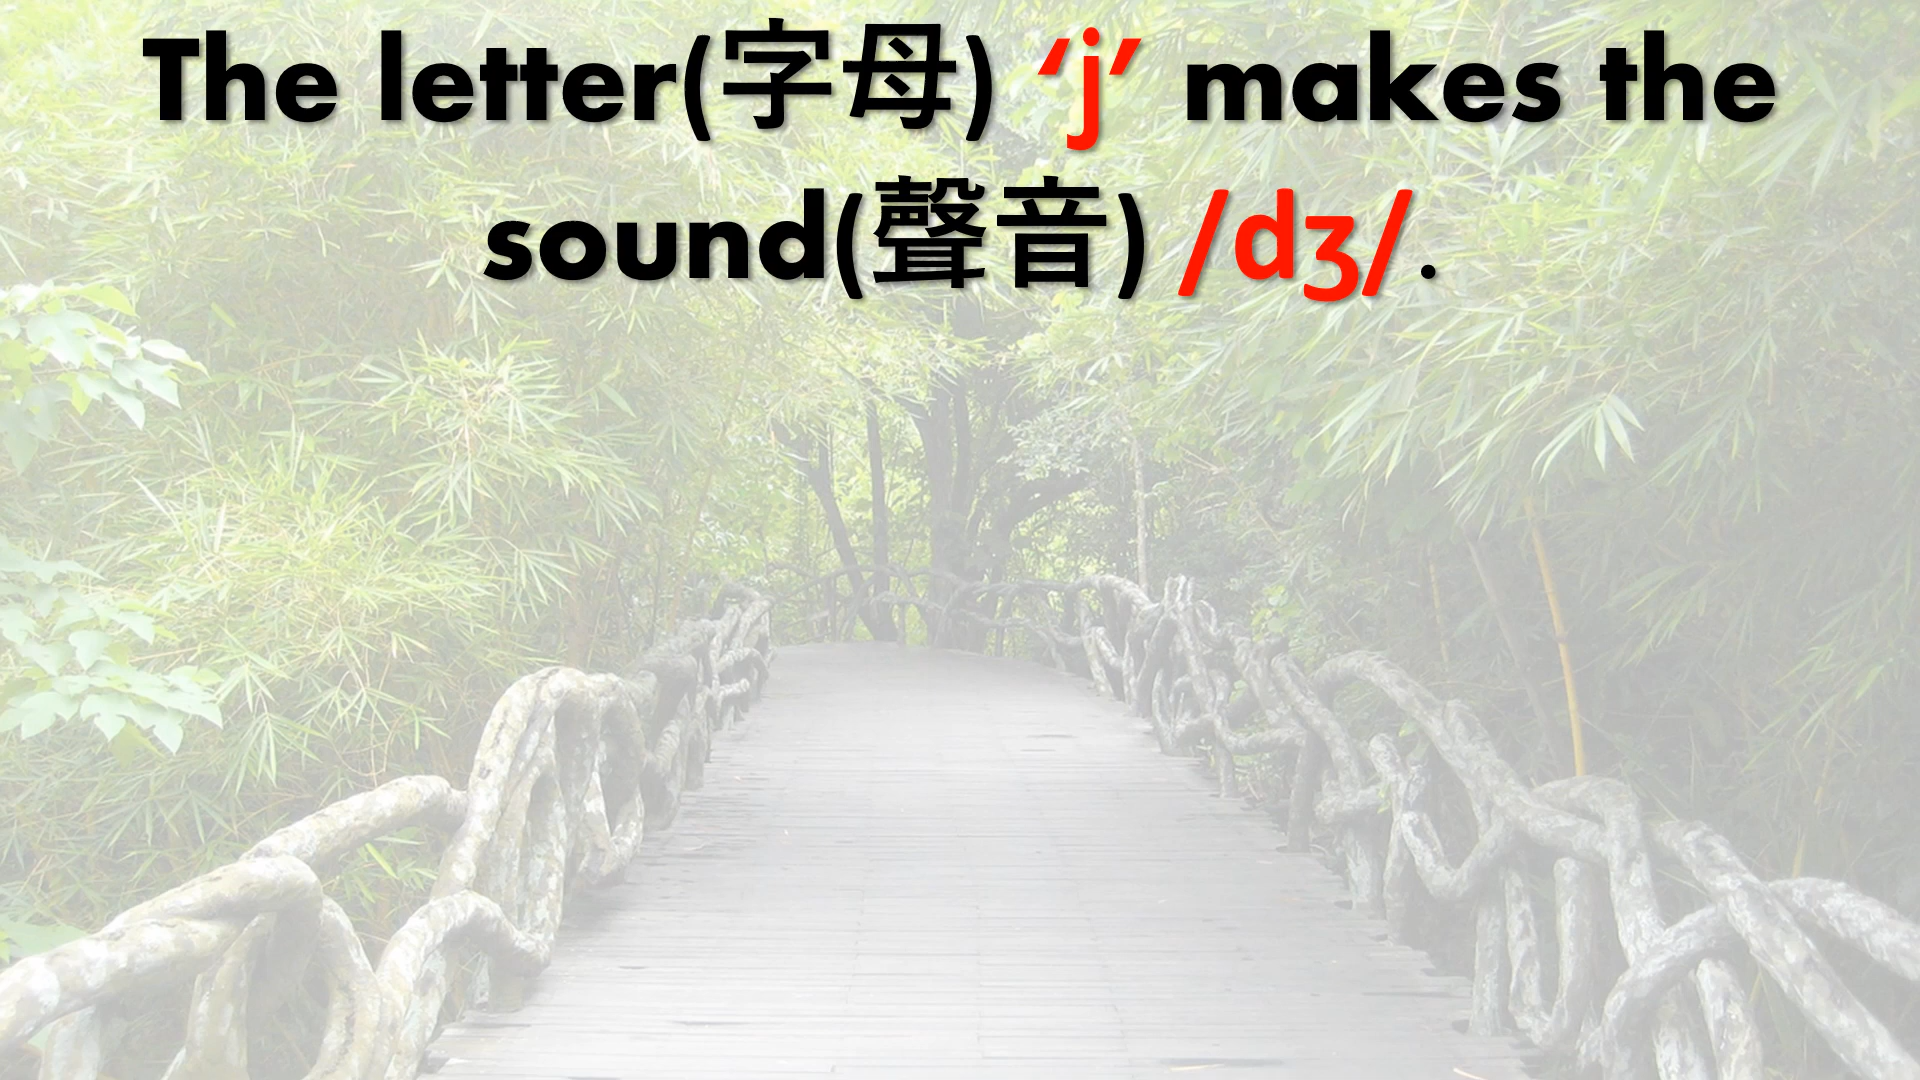 The letter(字母) ‘j’ makes the
sound(聲音) /dʒ/.